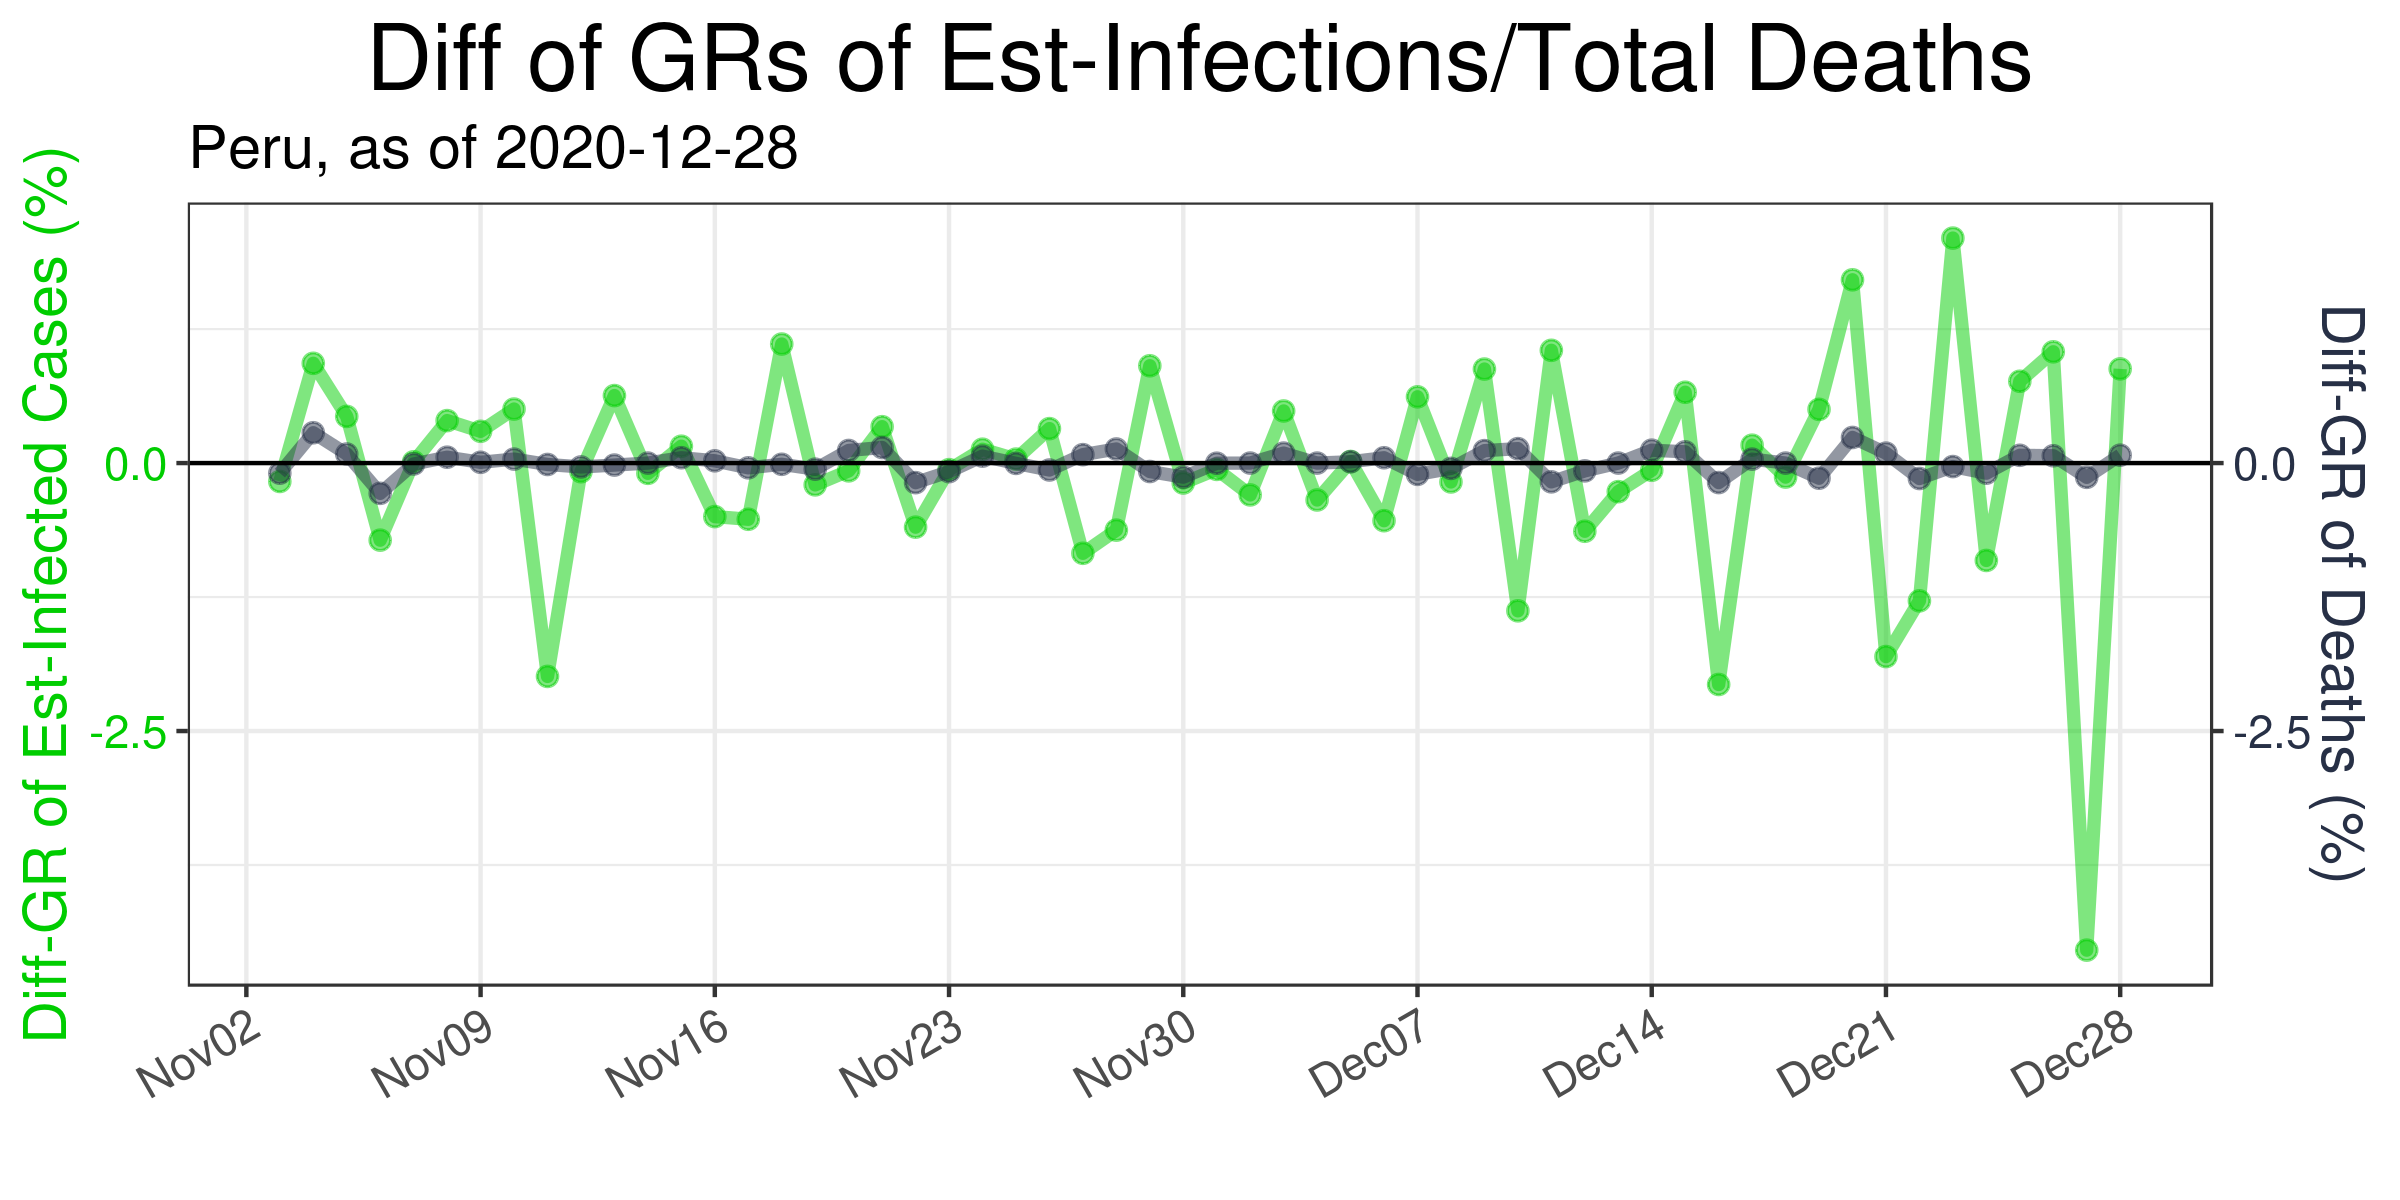 Diff of GRs of Est-Infections/Total Deaths
Peru, as of 2020-12-28
Diff-GR of Est-Infected Cases (%)
0.0
-2.5
0.0
-2.5
Diff-GR of Deaths (%)
Nov02
Nov09
Nov16
Nov23
Nov30
Dec07
Dec14
Dec21
Dec28